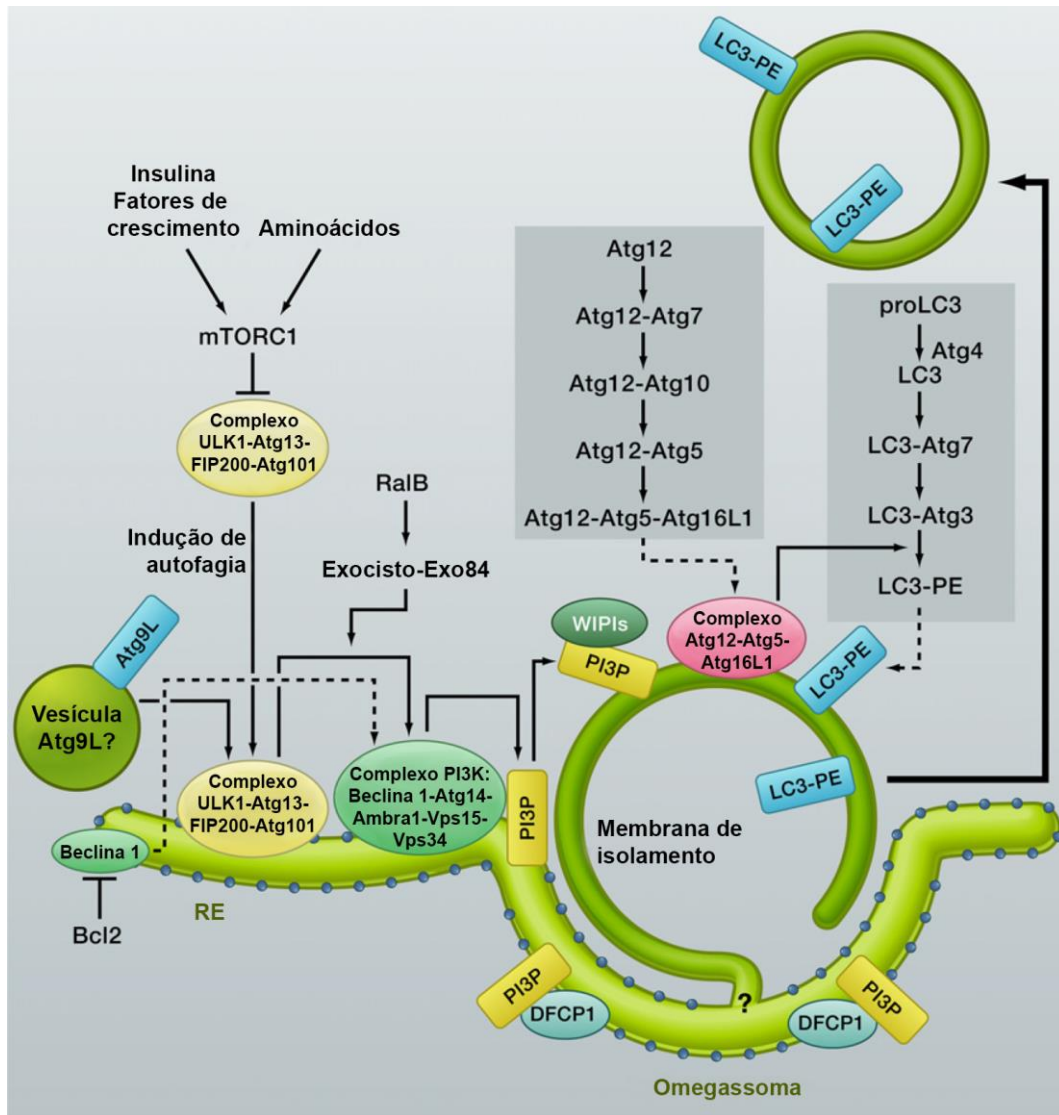 LC3-PE
LC3-PE
Insulina
Fatores de
crescimento
Aminoácidos
mTORC1
Complexo
ULK1-Atg13-
FIP200-Atg101
Indução de
autofagia
RalB
Exocisto-Exo84
Atg12
Atg12-Atg7
Atg12-Atg10
Atg12-Atg5
Atg12-Atg5-Atg16L1
proLC3
Atg4
LC3
LC3-Atg7
LC3-Atg3
LC3-PE
Atg9L
Vesícula
Atg9L?
Complexo
ULK1-Atg13-
FIP200-Atg101
Complexo PI3K:
Beclina 1-Atg14-
Ambra1-Vps15-
Vps34
PI3P
WIPIs
PI3P
Complexo
Atg12-Atg5-
Atg16L1
LC3-PE
LC3-PE
Membrana de
isolamento
Beclina 1
Bcl2
RE
PI3P
DFCP1
?
DFCP1
PI3P
Omegassoma